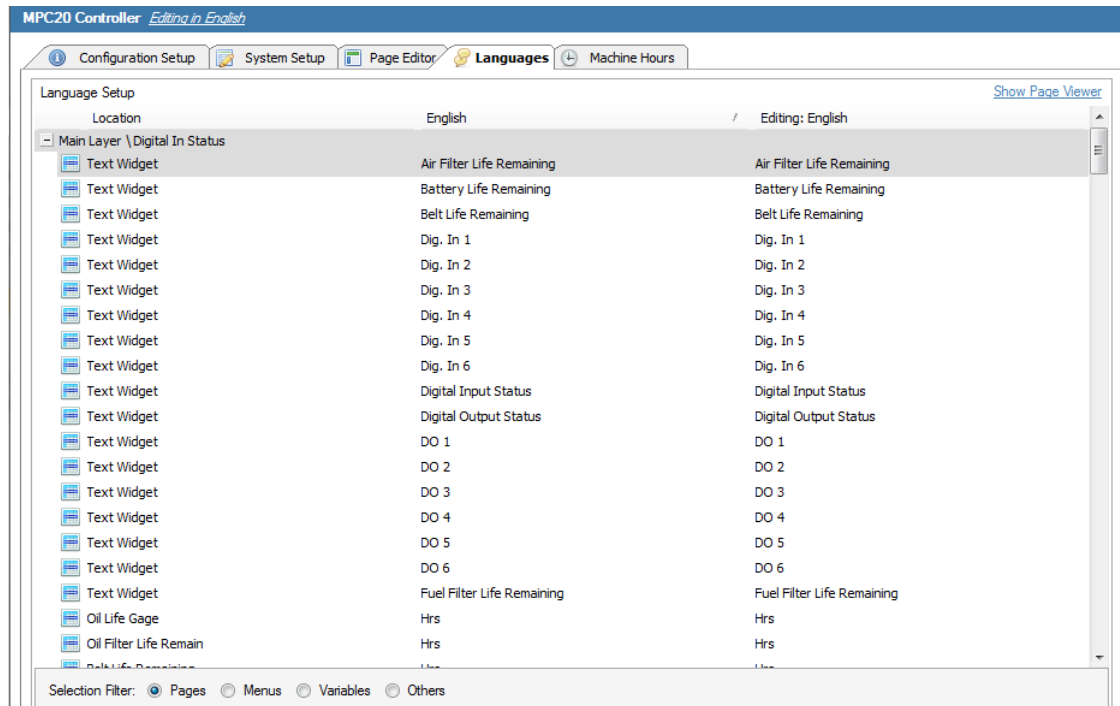 MPC20 Controller Editing in English
Configuration Setup System Setup Page Editor Languages Machine Hours
Language Setup Show Page Viewer
Location English Editing: English
Main Layer \ Digital In Status
Text Widget Air Filter Life Remaining Air Filter Life Remaining
Text Widget Battery Life Remaining Battery Life Remaining
Text Widget Belt Life Remaining Belt Life Remaining
Text Widget Dig. In 1 Dig. In 1
Text Widget Dig. In 2 Dig. In 2
Text Widget Dig. In 3 Dig. In 3
Text Widget Dig. In 4 Dig. In 4
Text Widget Dig. In 5 Dig. In 5
Text Widget Dig. In 6 Dig. In 6
Text Widget Digital Input Status Digital Input Status
Text Widget Digital Output Status Digital Output Status
Text Widget DO 1 DO 1
Text Widget DO 2 DO 2
Text Widget DO 3 DO 3
Text Widget DO 4 DO 4
Text Widget DO 5 DO 5
Text Widget DO 6 DO 6
Text Widget Fuel Filter Life Remaining Fuel Filter Life Remaining
Oil Life Gage Hrs Hrs
Oil Filter Life Remain Hrs Hrs
Belt Life Remaining Hrs Hrs
Selection Filter: Pages Menus Variables Others